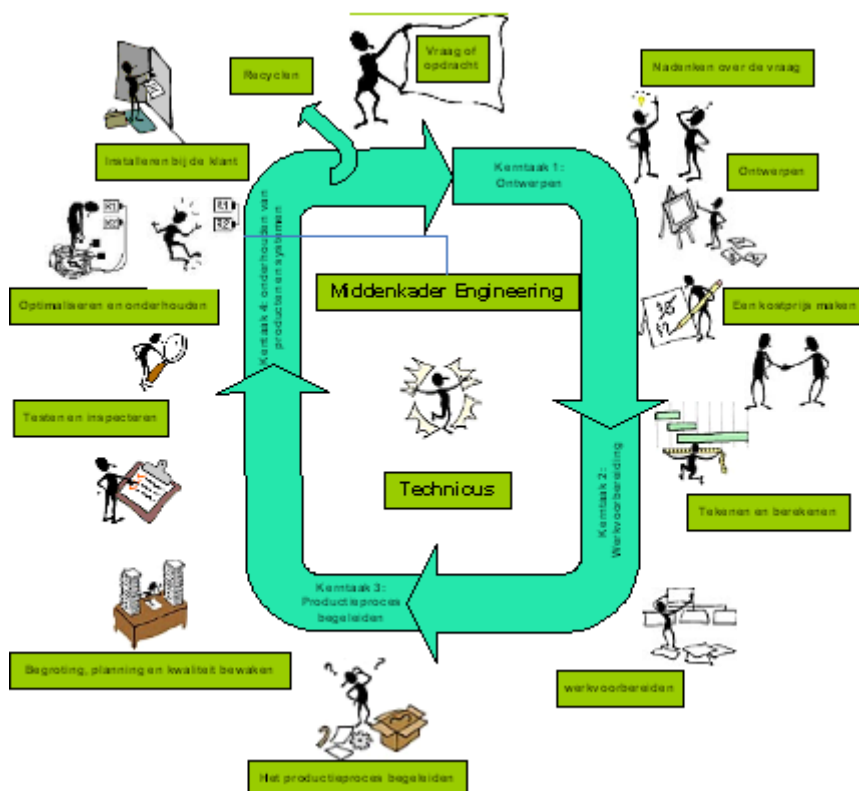 Vraag of
opdracht
Recyclen
Nadenken over de vraag
Installeren bij de klant
Kerntaak 1:
Ontwerpen
Ontwerpen
Kerntaak 4: onderhouden van
producten en systemen
Middenkader Engineering
Optimaliseren en onderhouden
Een kostprijs maken
Testen en inspecteren
Technicus
Kerntaak 2:
Werkvoorbereiding
Tekenen en berekenen
Kerntaak 3:
Productieproces
begeleiden
Begroting, planning en kwaliteit bewaken
werkvoorbereiden
Het productieproces begeleiden